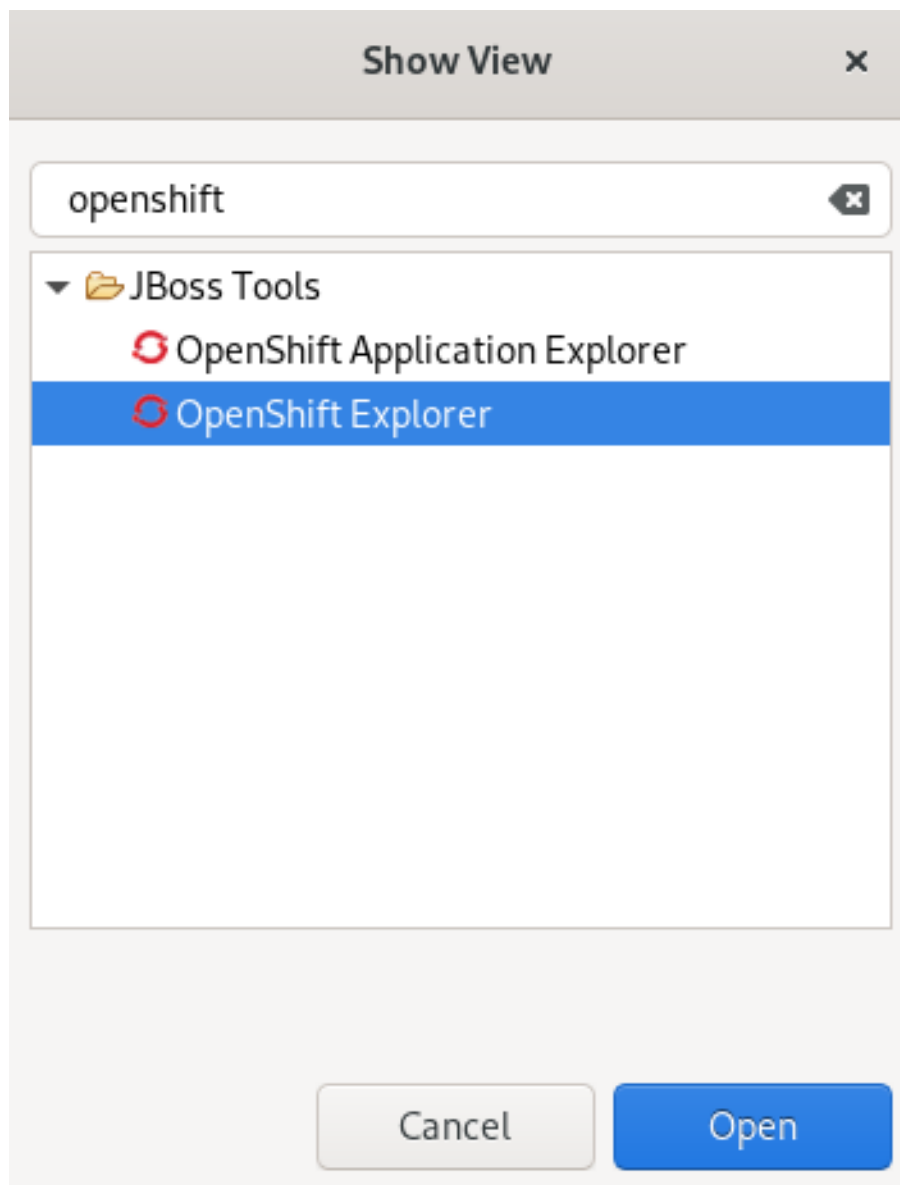 Show View
openshift
JBoss Tools
OpenShift Application Explorer
OpenShift Explorer
Cancel Open